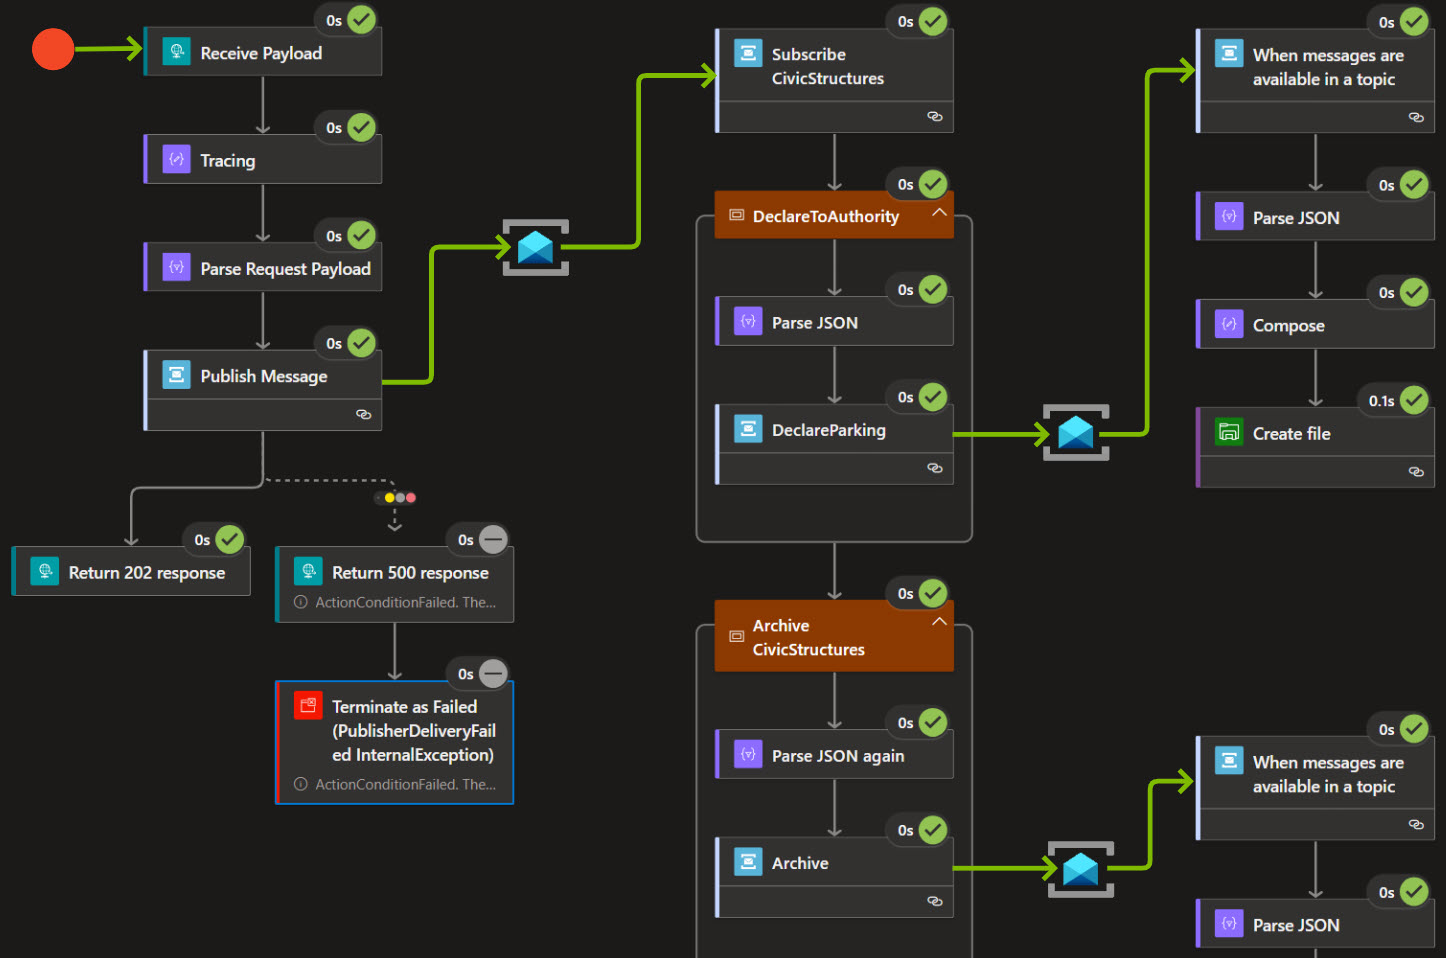 0s
Receive Payload
0s
Tracing
0s
Parse Request Payload
0s
Publish Message
0s
Return 202 response
0s
Return 500 response
ActionConditionFailed. The...
0s
Terminate as Failed
(PublisherDeliveryFail
ed InternalException)
ActionConditionFailed. The...
0s
Subscribe
CivicStructures
0s
DeclareToAuthority
0s
Parse JSON
0s
DeclareParking
0s
Archive
CivicStructures
0s
Parse JSON again
0s
Archive
0s
When messages are
available in a topic
0s
Parse JSON
0s
Compose
0.1s
Create file
0s
When messages are
available in a topic
0s
Parse JSON